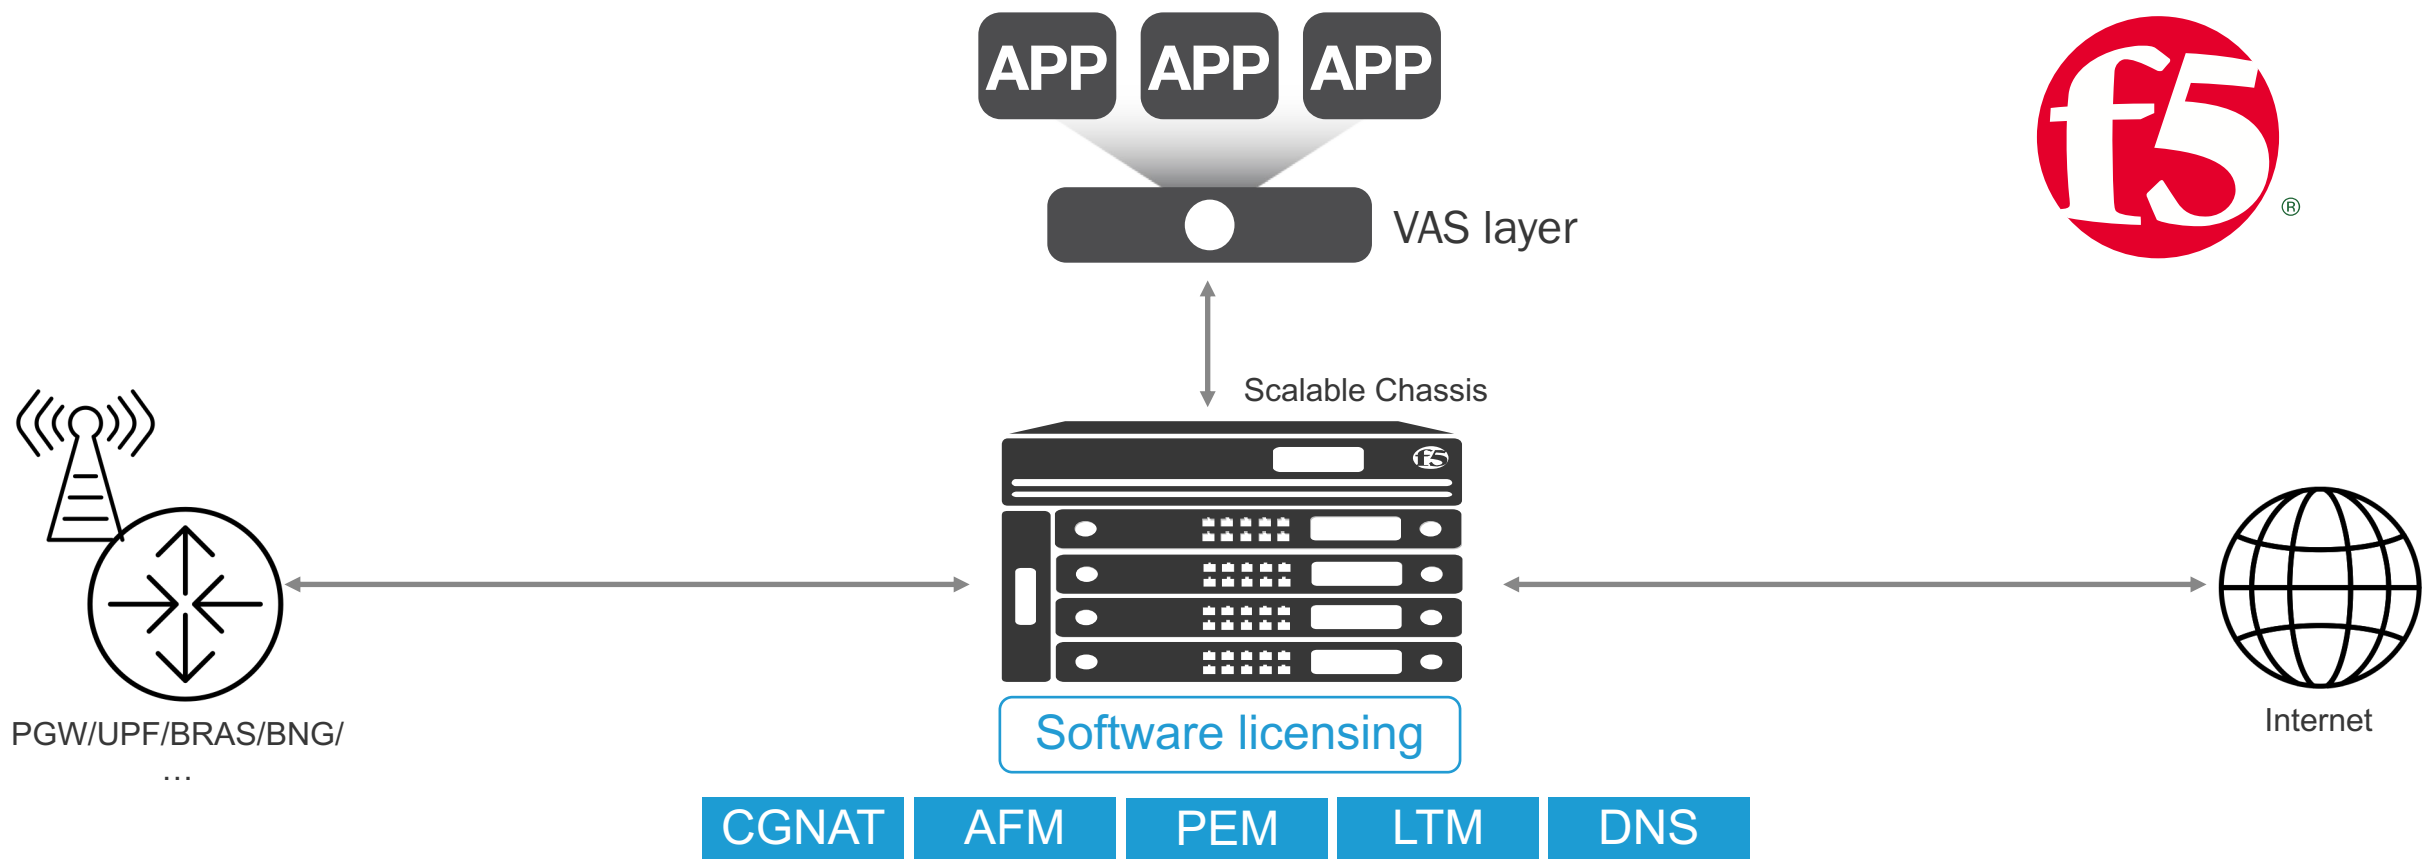 APP APP APP
f5 ®
VAS layer
Scalable Chassis
f5
PGW/UPF/BRAS/BNG/
...
Software licensing
Internet
CGNAT AFM PEM LTM DNS